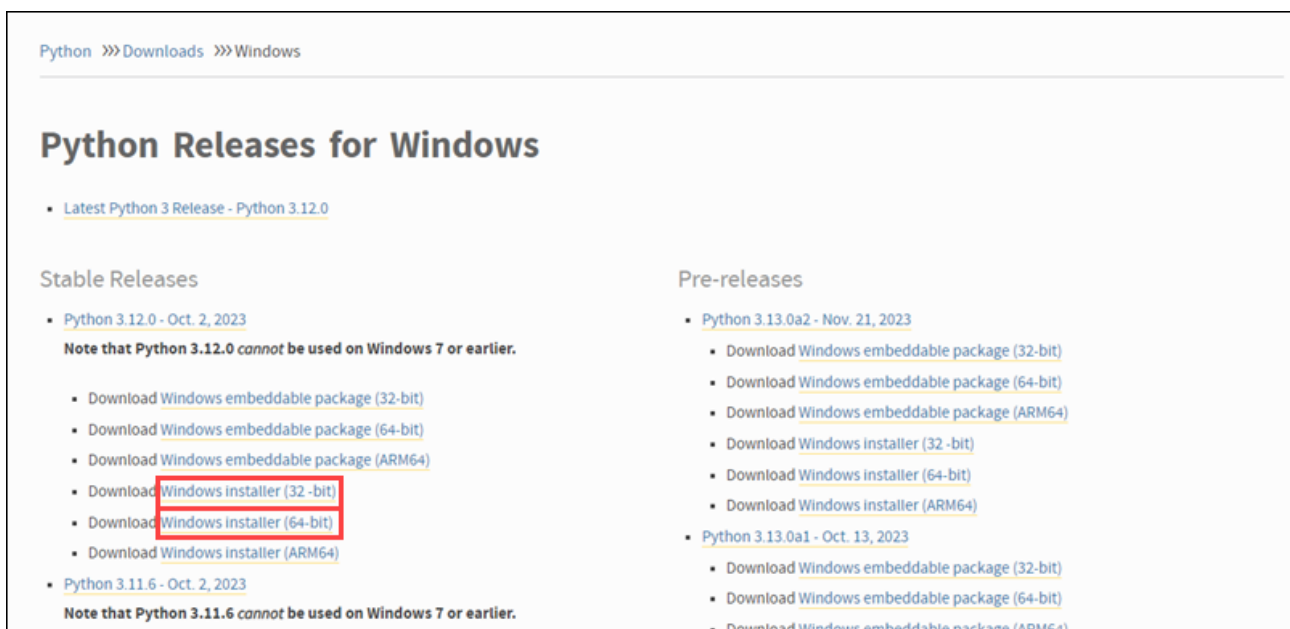 Python >>> Downloads >>> Windows
Python Releases for Windows
Latest Python 3 Release - Python 3.12.0
Stable Releases
Python 3.12.0 - Oct. 2, 2023
Note that Python 3.12.0 cannot be used on Windows 7 or earlier.
Download Windows embeddable package (32-bit)
Download Windows embeddable package (64-bit)
Download Windows embeddable package (ARM64)
Download Windows installer (32 -bit)
Download Windows installer (64-bit)
Download Windows installer (ARM64)
Python 3.11.6 - Oct. 2, 2023
Note that Python 3.11.6 cannot be used on Windows 7 or earlier.
Pre-releases
Python 3.13.0a2 - Nov. 21, 2023
Download Windows embeddable package (32-bit)
Download Windows embeddable package (64-bit)
Download Windows embeddable package (ARM64)
Download Windows installer (32 -bit)
Download Windows installer (64-bit)
Download Windows installer (ARM64)
Python 3.13.0a1 - Oct. 13, 2023
Download Windows embeddable package (32-bit)
Download Windows embeddable package (64-bit)
Download Windows embeddable package (ARM64)